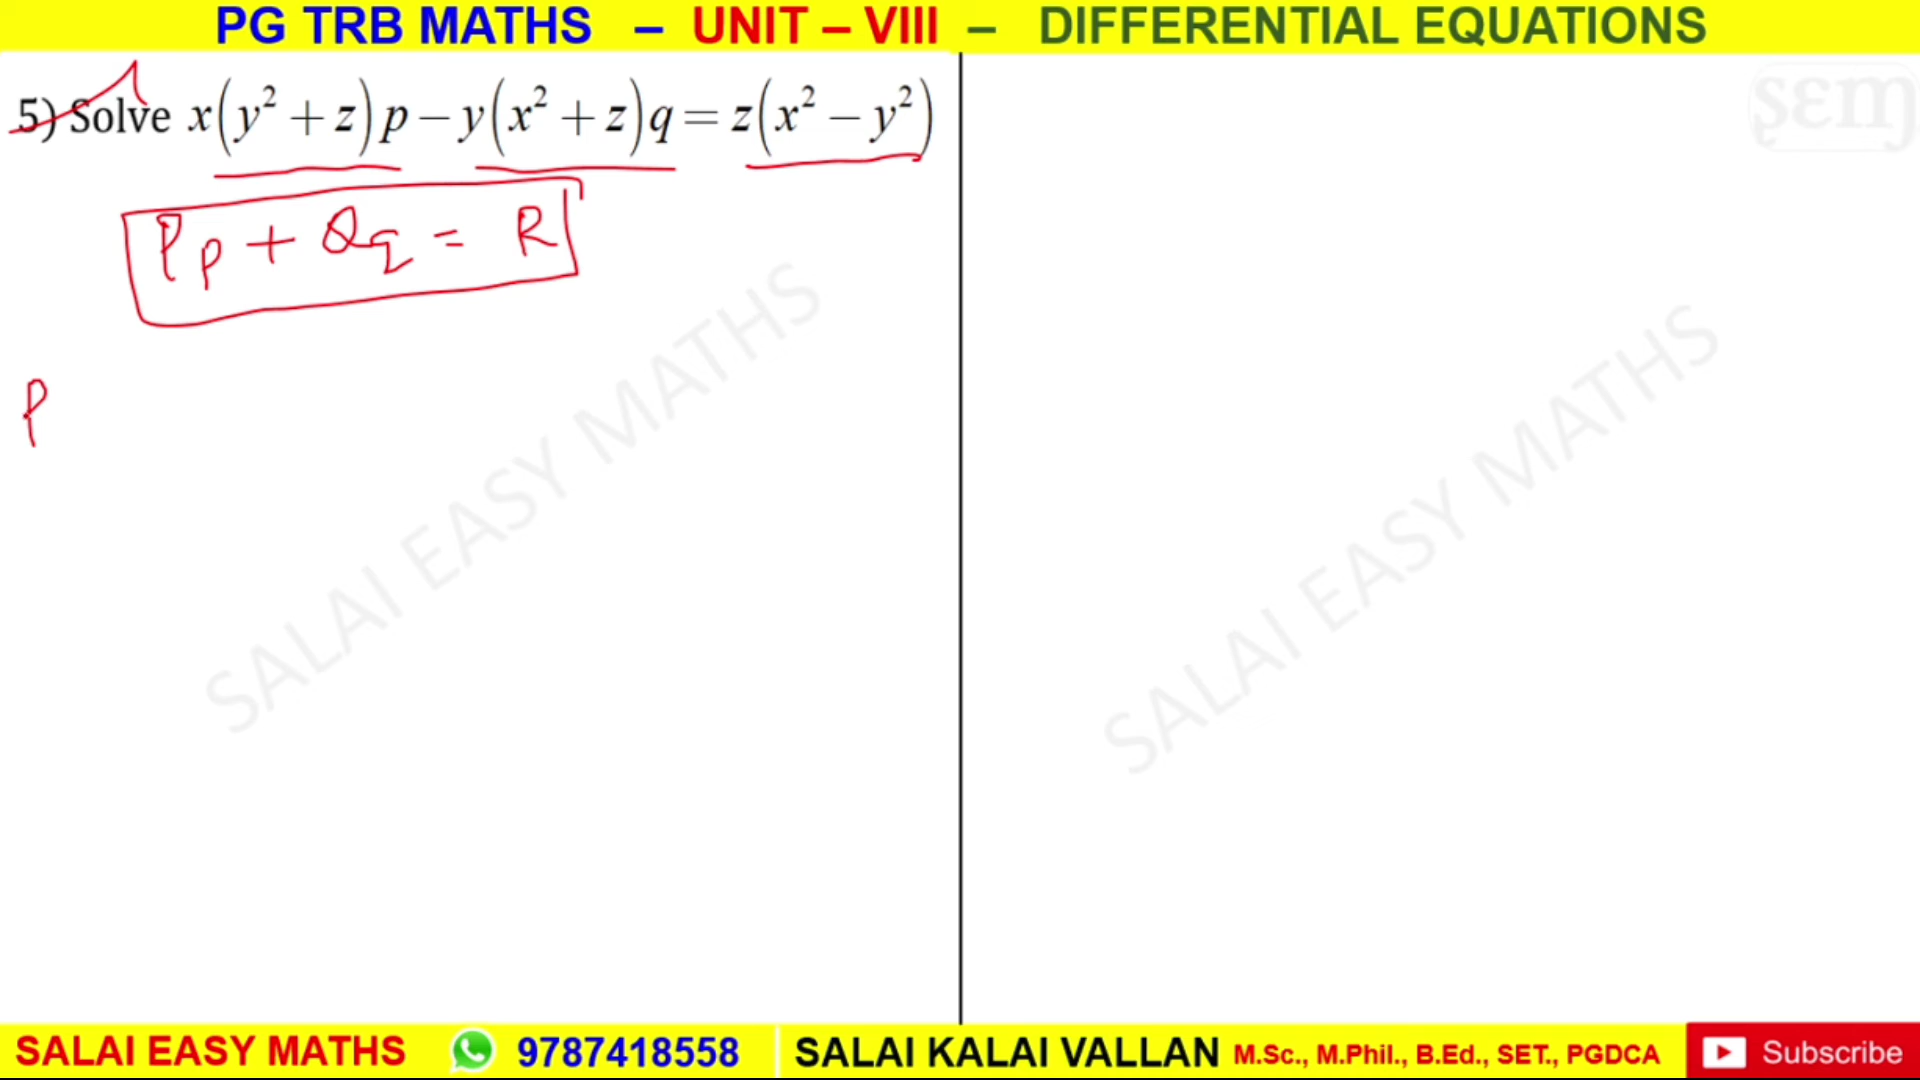 PG TRB MATHS – UNIT – VIII – DIFFERENTIAL EQUATIONS
5) Solve x(y² + z)p − y(x² + z)q = z(x² − y²)
sɛm
Pp + Qq = R
P
SALAI EASY MATHS
SALAI EASY MATHS
SALAI EASY MATHS 9787418558 SALAI KALAI VALLAN M.Sc., M.Phil., B.Ed., SET., PGDCA Subscribe